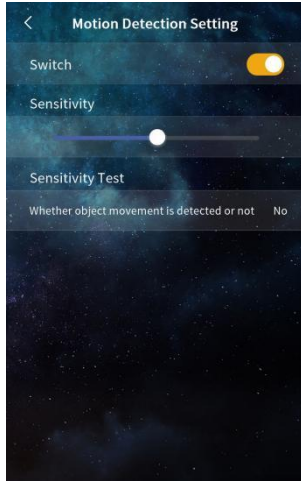 Motion Detection Setting
Switch
Sensitivity
Sensitivity Test
Whether object movement is detected or not No